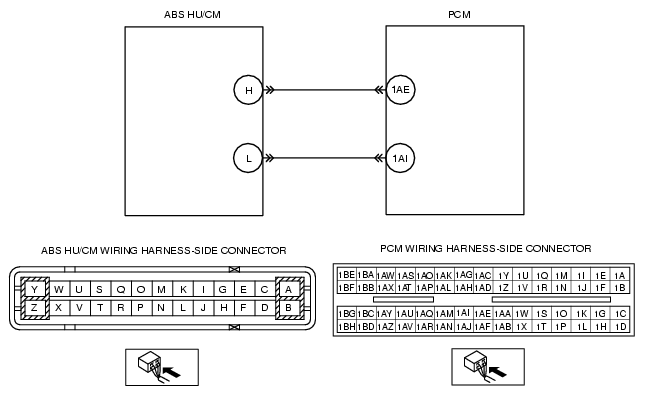 ABS HU/CM PCM
H 1AE
L 1AI
ABS HU/CM WIRING HARNESS-SIDE CONNECTOR
Y W U S Q O M K I G E C A
Z X V T R P N L J H F D B
PCM WIRING HARNESS-SIDE CONNECTOR
1BE 1BA 1AW 1AS 1AO 1AK 1AG 1AC 1Y 1U 1Q 1M 1I 1E 1A
1BF 1BB 1AX 1AT 1AP 1AL 1AH 1AD 1Z 1V 1R 1N 1J 1F 1B
1BG 1BC 1AY 1AU 1AQ 1AM 1AI 1AE 1AA 1W 1S 1O 1K 1G 1C
1BH 1BD 1AZ 1AV 1AR 1AN 1AJ 1AF 1AB 1X 1T 1P 1L 1H 1D